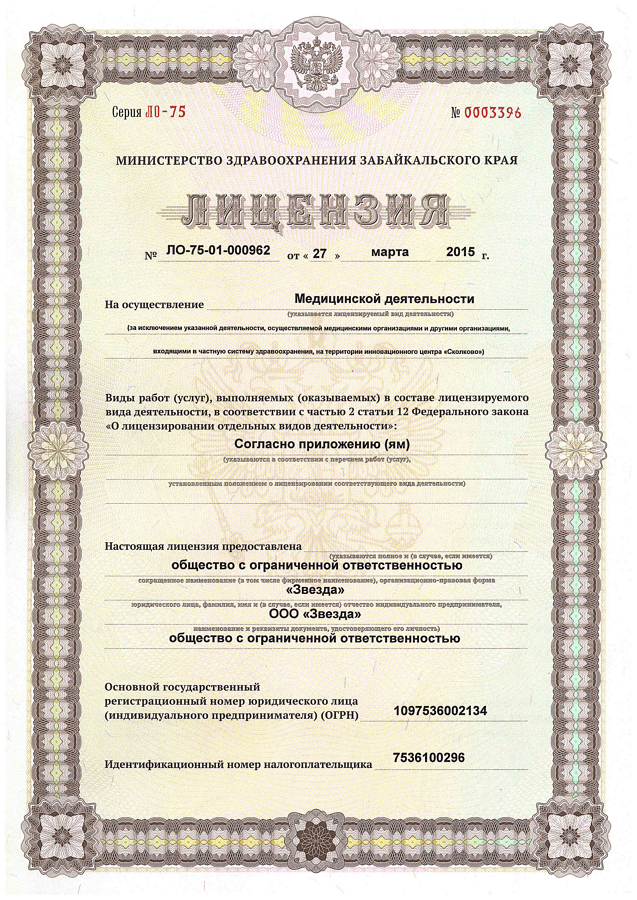 Серия ЛО-75 № 0003396
МИНИСТЕРСТВО ЗДРАВООХРАНЕНИЯ ЗАБАЙКАЛЬСКОГО КРАЯ
ЛИЦЕНЗИЯ
№ ЛО-75-01-000962 от « 27 » марта 2015 г.
На осуществление Медицинской деятельности
(указывается лицензируемый вид деятельности)
(за исключением указанной деятельности, осуществляемой медицинскими организациями и другими организациями,
входящими в частную систему здравоохранения, на территории инновационного центра «Сколково»)
Виды работ (услуг), выполняемых (оказываемых) в составе лицензируемого
вида деятельности, в соответствии с частью 2 статьи 12 Федерального закона
«О лицензировании отдельных видов деятельности»:
Согласно приложению (ям)
(указываются в соответствии с перечнем работ (услуг),
установленным положением о лицензировании соответствующего вида деятельности)
Настоящая лицензия предоставлена
(указываются полное и (в случае, если имеется)
общество с ограниченной ответственностью
сокращенное наименование (в том числе фирменное наименование), организационно-правовая форма
«Звезда»
юридического лица, фамилия, имя и (в случае, если имеется) отчество индивидуального предпринимателя,
ООО «Звезда»
наименование и реквизиты документа, удостоверяющего его личность)
общество с ограниченной ответственностью
Основной государственный
регистрационный номер юридического лица
(индивидуального предпринимателя) (ОГРН) 1097536002134
Идентификационный номер налогоплательщика 7536100296